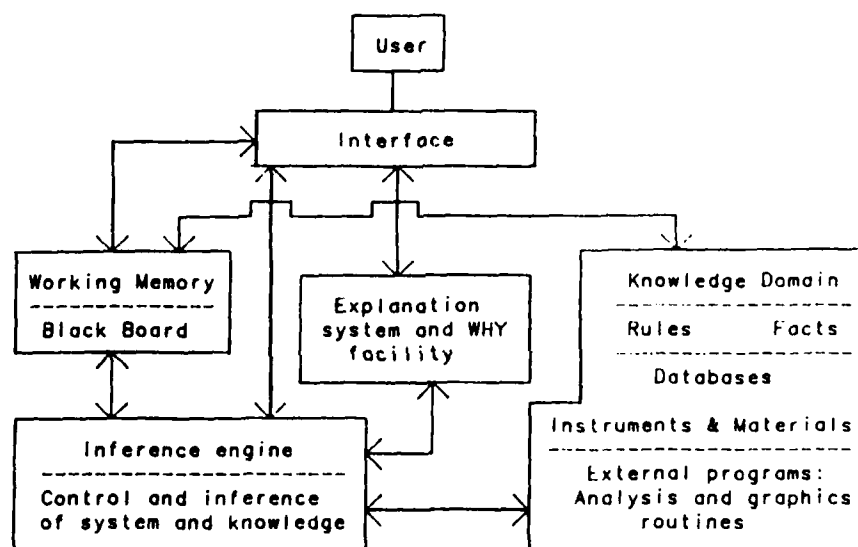 User
Interface
Working Memory
Black Board
Explanation
system and WHY
facility
Knowledge Domain
Rules Facts
Databases
Instruments & Materials
External programs:
Analysis and graphics
routines
Inference engine
Control and inference
of system and knowledge